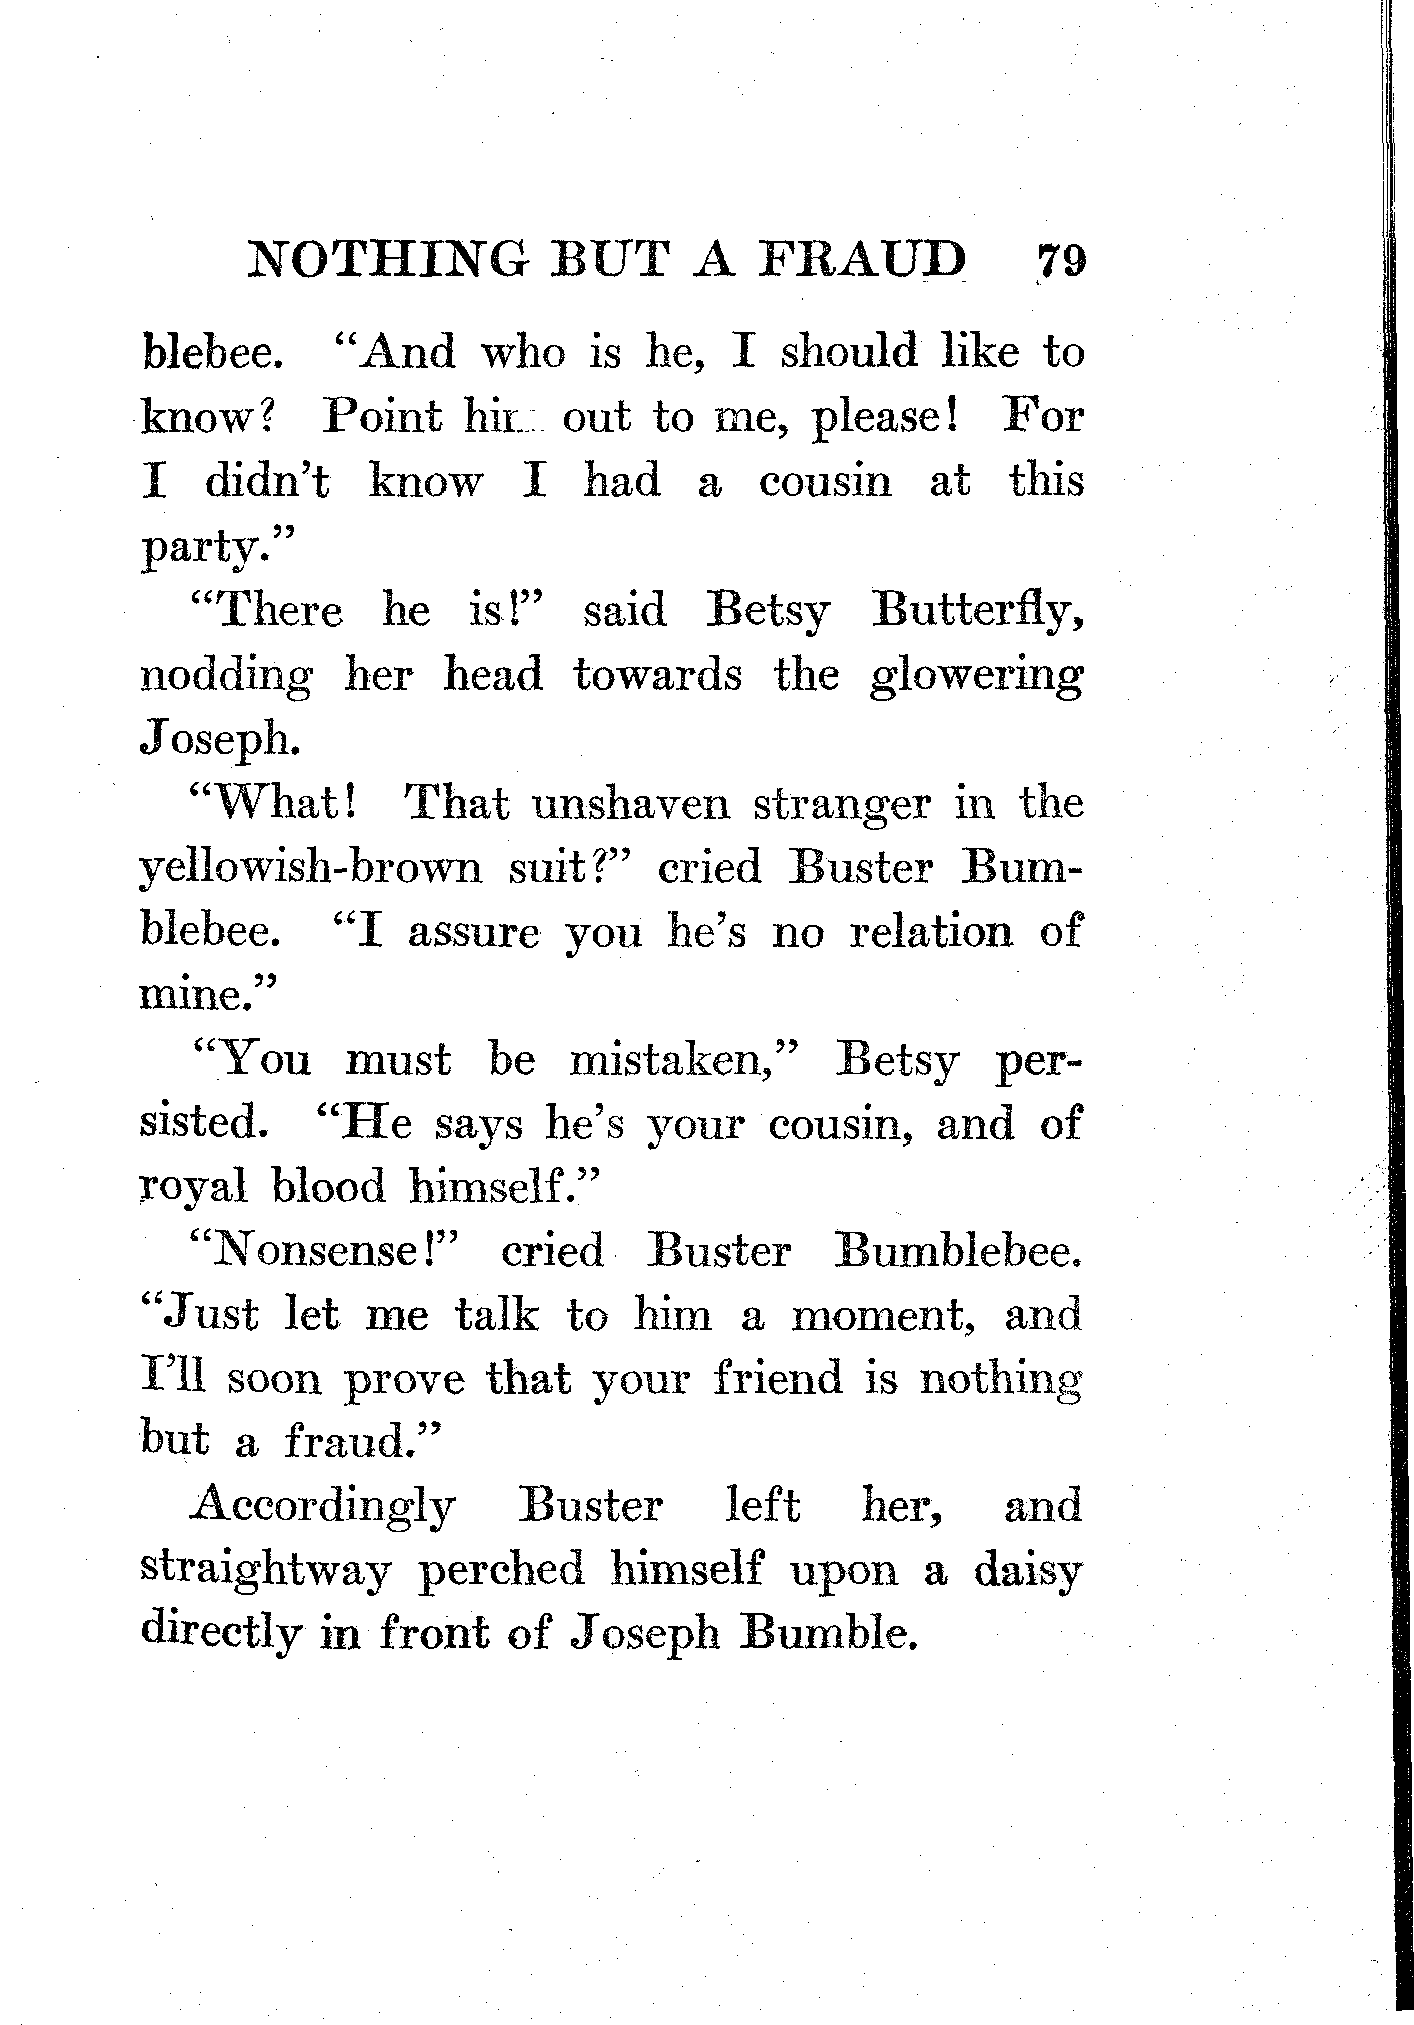 NOTHING BUT A FRAUD 79
blebee. "And who is he, I should like to
know? Point out to me, please! For
I didn't know I had a cousin at this
party."
"There he is!" said Betsy Butterfly,
nodding her head towards the glowering
Joseph.
"What! That unshaven stranger in the
yellowish-brown suit?" cried Buster Bum-
blebee. "I assure you he's no relation of
mine."
"You must be mistaken," Betsy per-
sisted. "He says he's your cousin, and of
royal blood himself."
"Nonsense!" cried Buster Bumblebee.
"Just let me talk to him a moment, and
I'll soon prove that your friend is nothing
but a fraud."
Accordingly Buster left her, and
straightway perched himself upon a daisy
directly in front of Joseph Bumble.